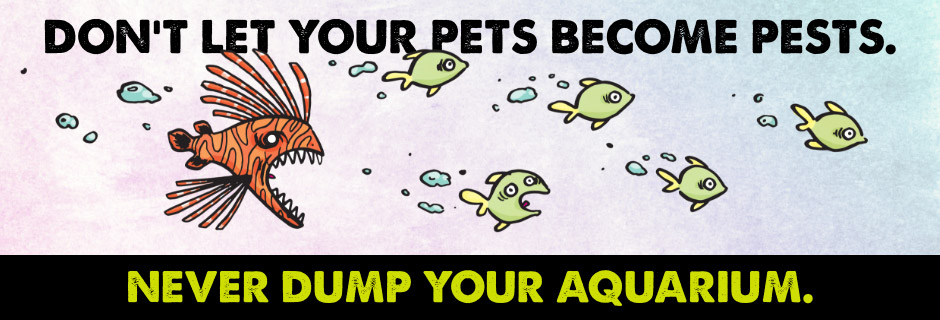 DON'T LET YOUR PETS BECOME PESTS.
NEVER DUMP YOUR AQUARIUM.